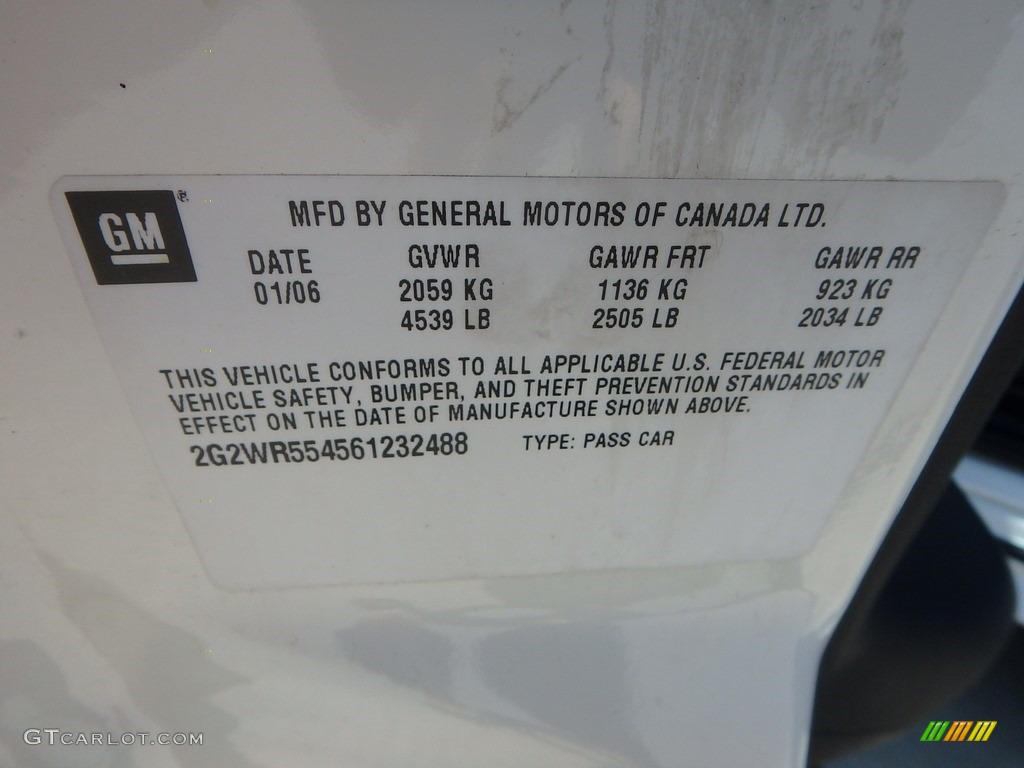 GM
MFD BY GENERAL MOTORS OF CANADA LTD.
DATE GVWR GAWR FRT GAWR RR
01/06 2059 KG 1136 KG 923 KG
4539 LB 2505 LB 2034 LB
THIS VEHICLE CONFORMS TO ALL APPLICABLE U.S. FEDERAL MOTOR
VEHICLE SAFETY, BUMPER, AND THEFT PREVENTION STANDARDS IN
EFFECT ON THE DATE OF MANUFACTURE SHOWN ABOVE.
2G2WR554561232488 TYPE: PASS CAR
GTCARLOT.COM